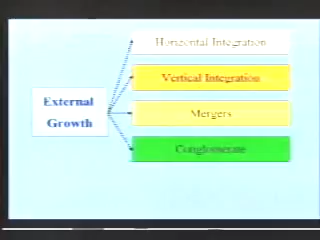 Horizontal Integration
Vertical Integration
External
Growth
Mergers
Conglomerate